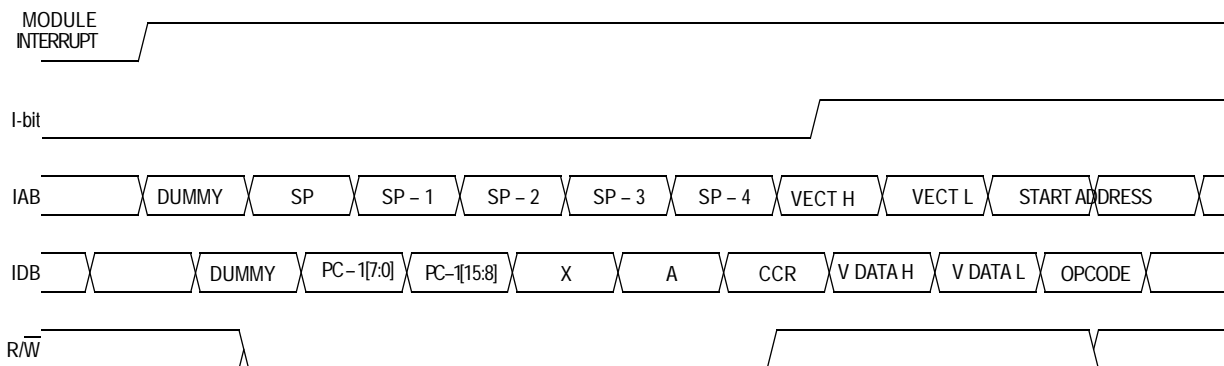 MODULE
INTERRUPT
I-bit
IAB DUMMY SP SP – 1 SP – 2 SP – 3 SP – 4 VECT H VECT L START ADDRESS
IDB DUMMY PC – 1[7:0] PC–1[15:8] X A CCR V DATA H V DATA L OPCODE
R/W̅